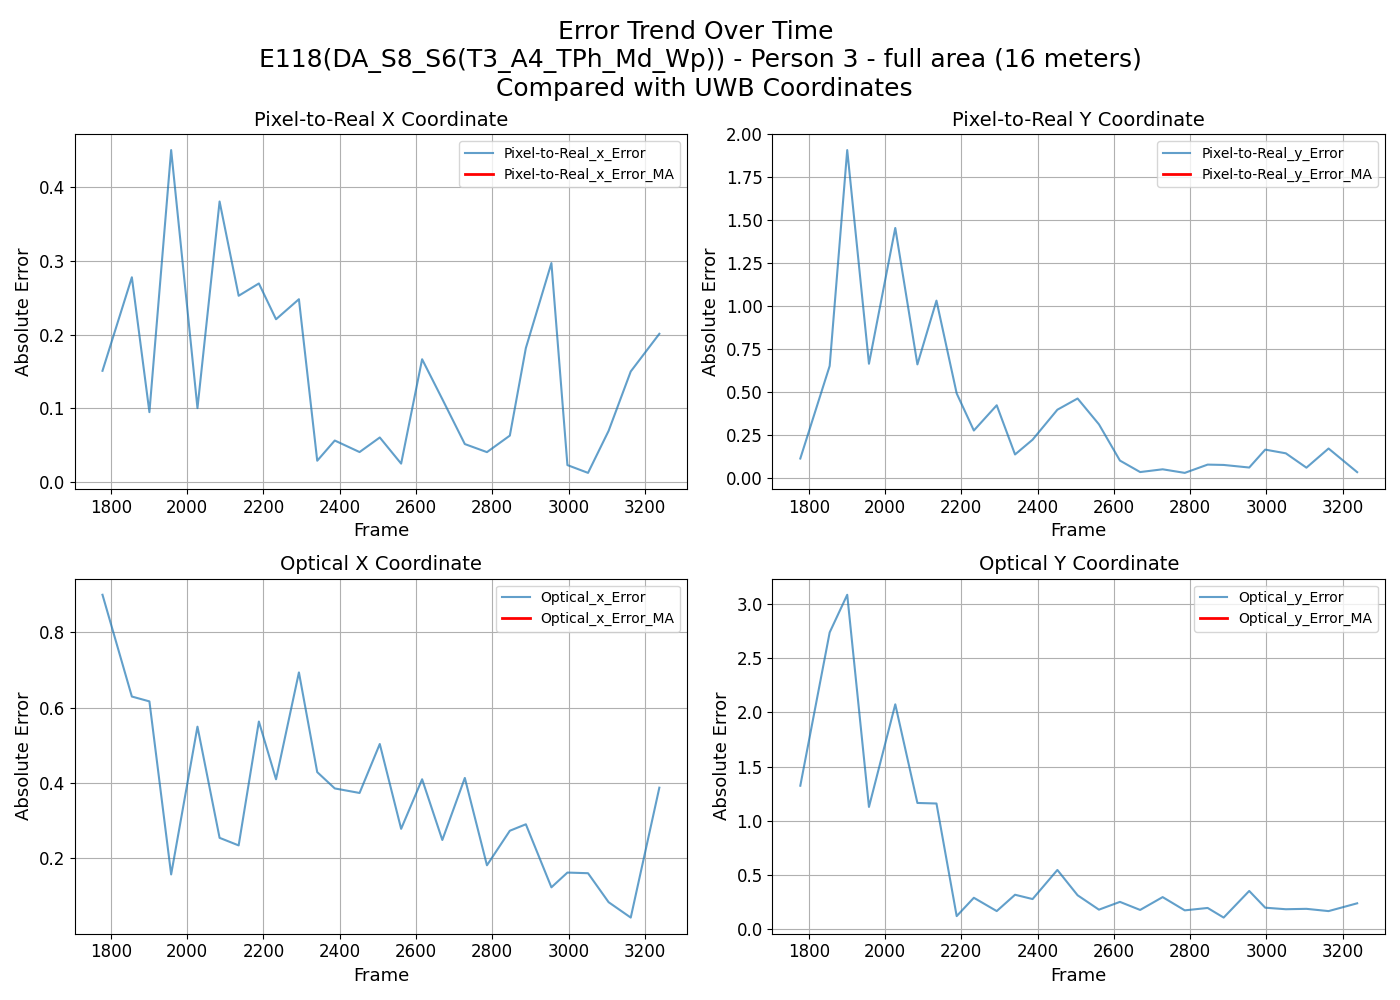 Error Trend Over Time
E118(DA_S8_S6(T3_A4_TPh_Md_Wp)) - Person 3 - full area (16 meters)
Compared with UWB Coordinates
Pixel-to-Real X Coordinate
Pixel-to-Real_x_Error
Pixel-to-Real_x_Error_MA
Absolute Error
0.4
0.3
0.2
0.1
0.0
1800 2000 2200 2400 2600 2800 3000 3200
Frame
Pixel-to-Real Y Coordinate
Pixel-to-Real_y_Error
Pixel-to-Real_y_Error_MA
Absolute Error
2.00
1.75
1.50
1.25
1.00
0.75
0.50
0.25
0.00
1800 2000 2200 2400 2600 2800 3000 3200
Frame
Optical X Coordinate
Optical_x_Error
Optical_x_Error_MA
Absolute Error
0.8
0.6
0.4
0.2
1800 2000 2200 2400 2600 2800 3000 3200
Frame
Optical Y Coordinate
Optical_y_Error
Optical_y_Error_MA
Absolute Error
3.0
2.5
2.0
1.5
1.0
0.5
0.0
1800 2000 2200 2400 2600 2800 3000 3200
Frame